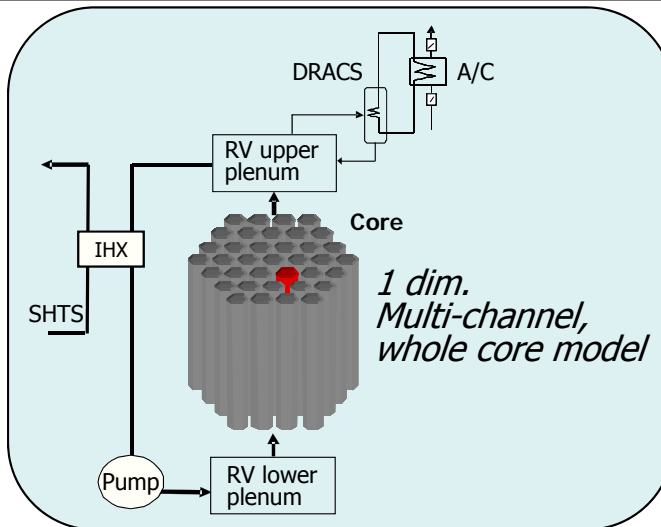 DRACS
A/C
RV upper
plenum
Core
IHX
1 dim.
Multi-channel,
whole core model
SHTS
Pump
RV lower
plenum